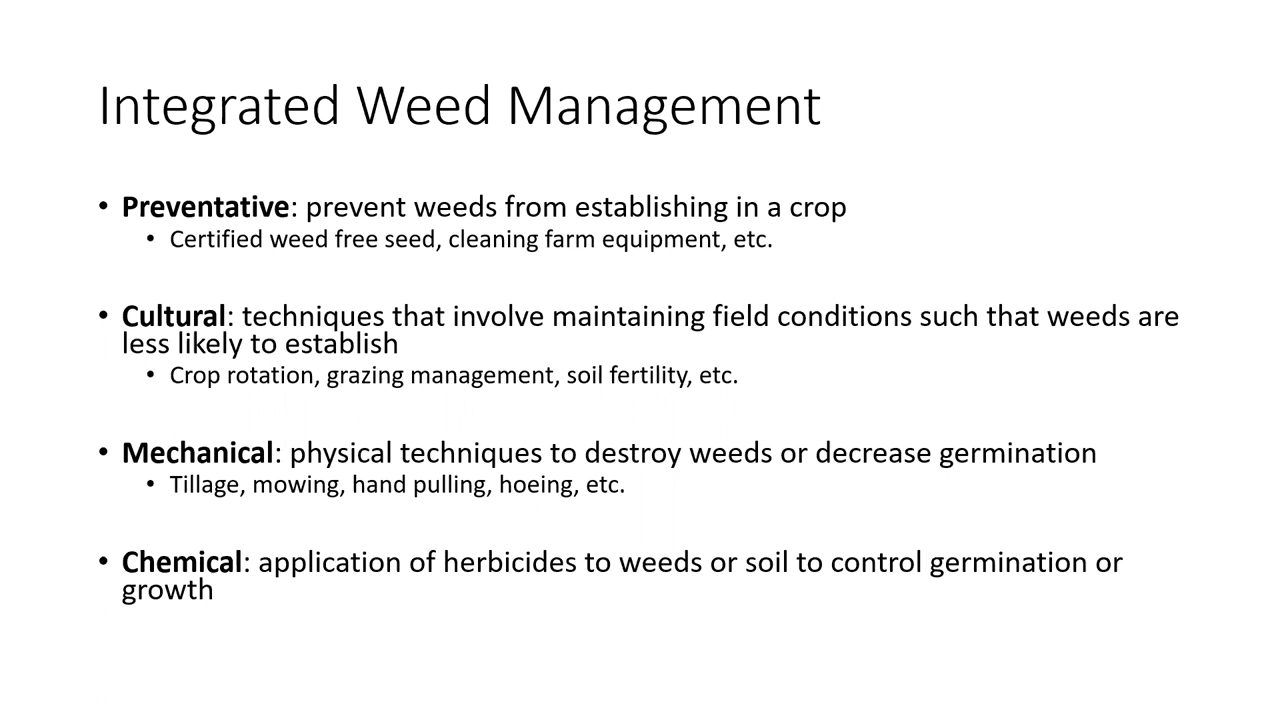 Integrated Weed Management
• Preventative: prevent weeds from establishing in a crop
• Certified weed free seed, cleaning farm equipment, etc.
• Cultural: techniques that involve maintaining field conditions such that weeds are
less likely to establish
• Crop rotation, grazing management, soil fertility, etc.
• Mechanical: physical techniques to destroy weeds or decrease germination
• Tillage, mowing, hand pulling, hoeing, etc.
• Chemical: application of herbicides to weeds or soil to control germination or
growth